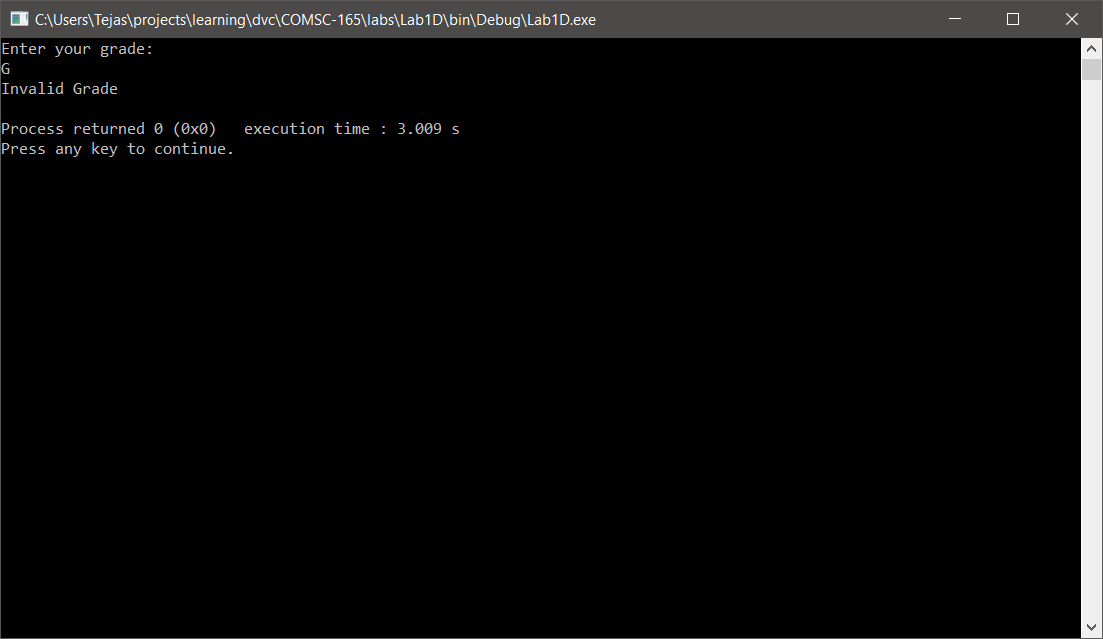 C:\Users\Tejas\projects\learning\dvc\COMSC-165\labs\Lab1D\bin\Debug\Lab1D.exe
Enter your grade:
G
Invalid Grade
Process returned 0 (0x0)   execution time : 3.009 s
Press any key to continue.